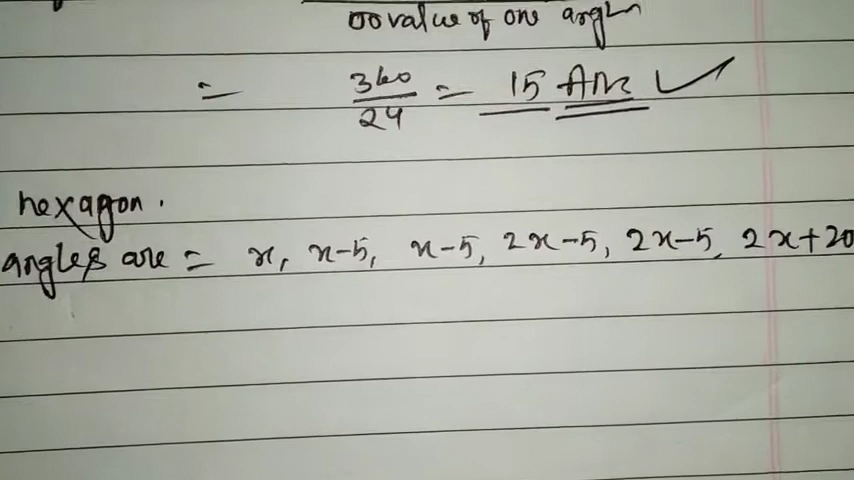 value of one angle
= 360/24 = 15 Ans ✓
hexagon.
angles are = x, x-5, x-5, 2x-5, 2x-5, 2x+20